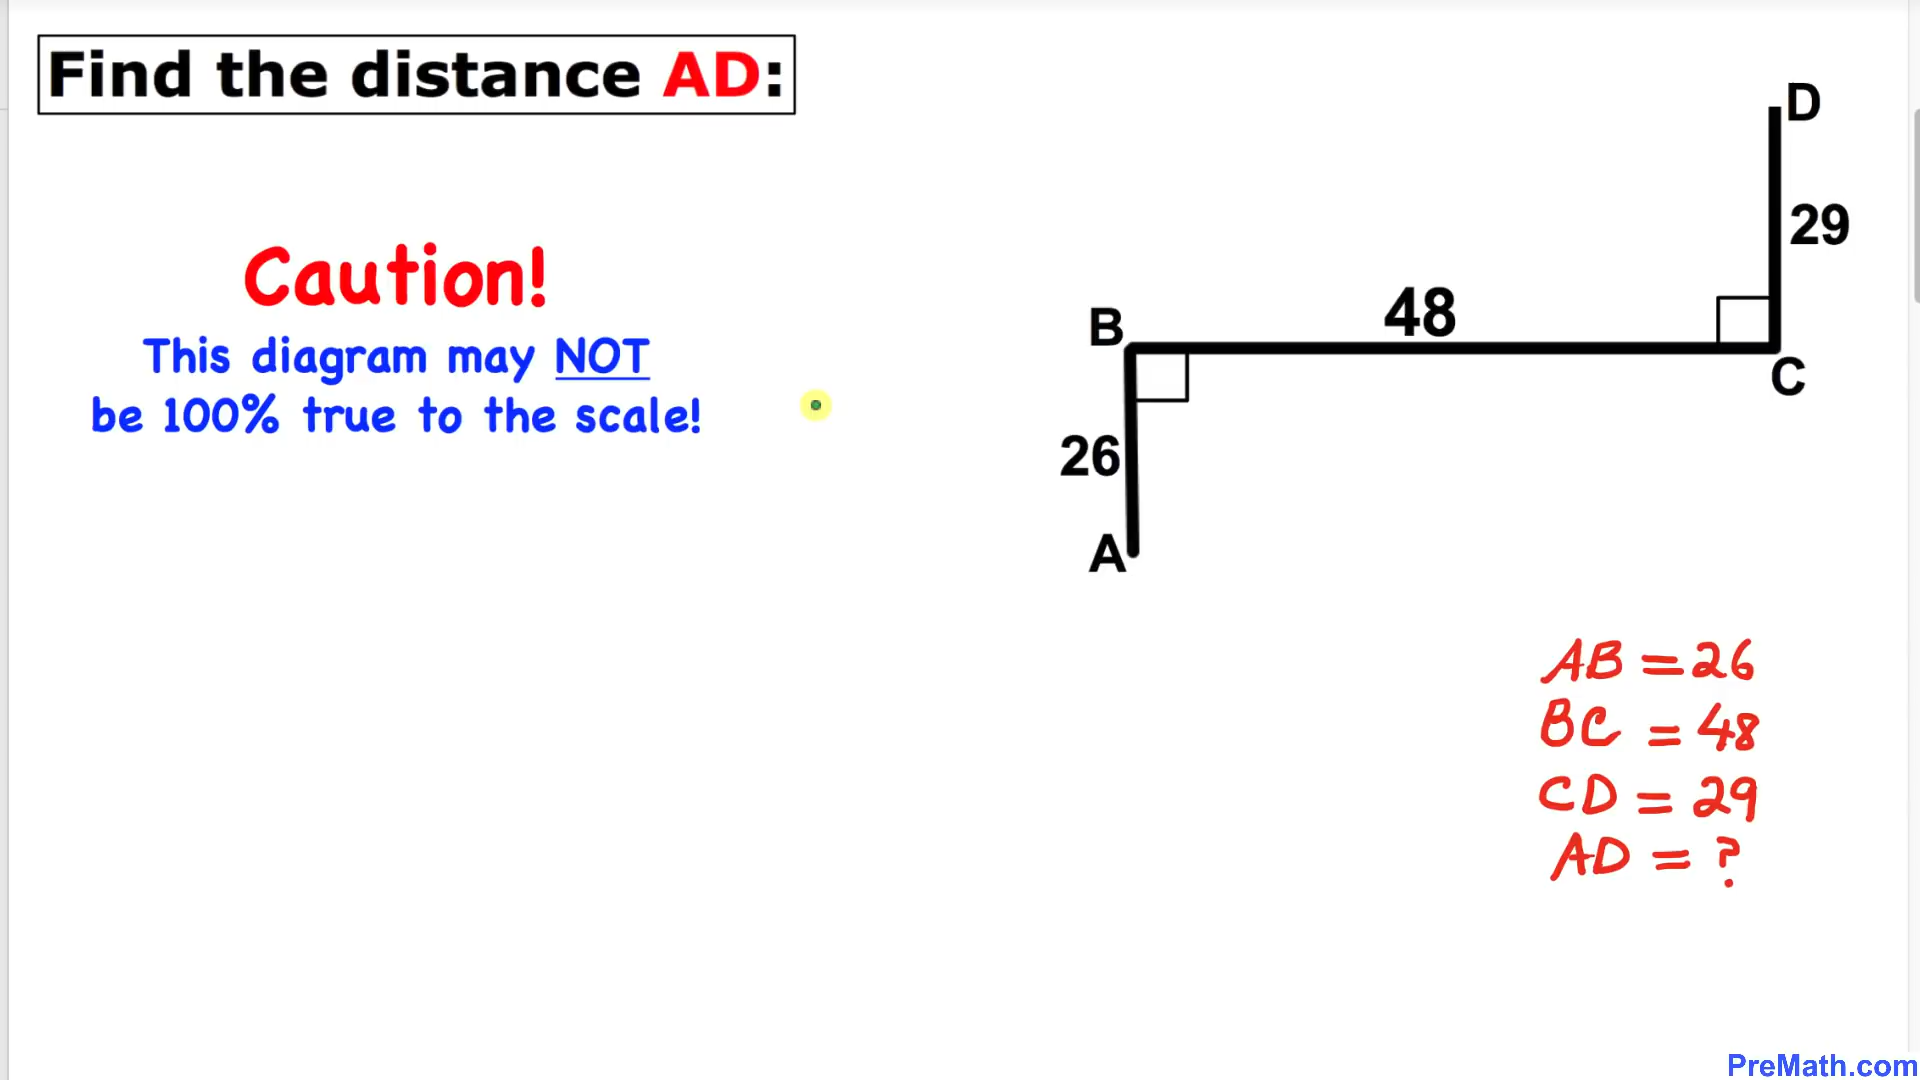 Find the distance AD:
Caution!
This diagram may NOT
be 100% true to the scale!
D
29
48
B
C
26
A
AB = 26
BC = 48
CD = 29
AD = ?
PreMath.com